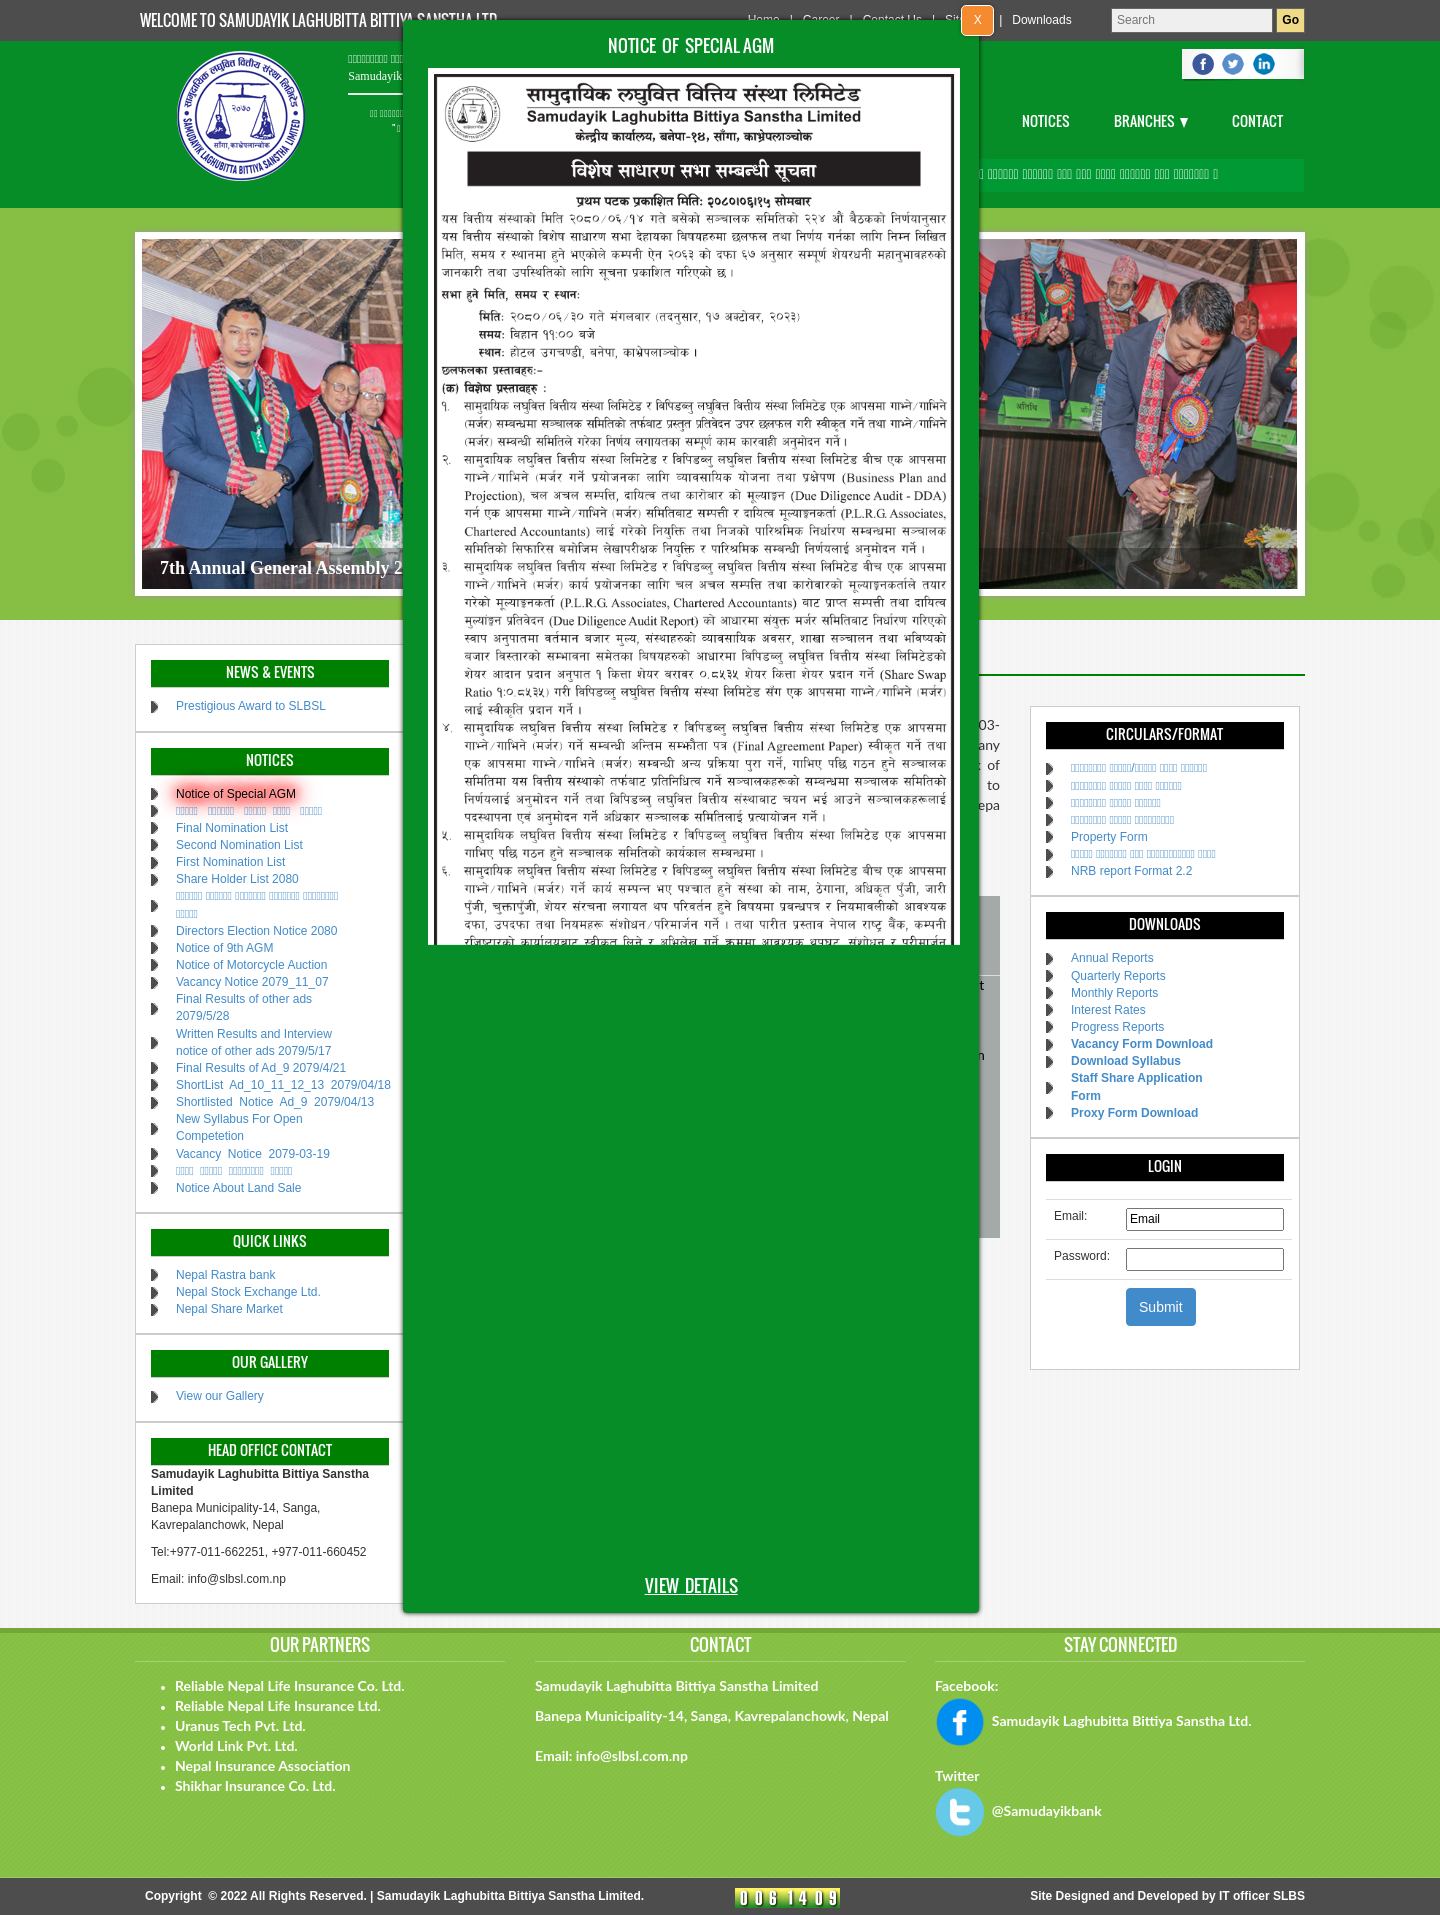 WELCOME TO SAMUDAYIK LAGHUBITTA BITTIYA SANSTHA LTD
Home | Career | Contact Us | | Downloads
Search
Go
X
Samudayik
NOTICES
BRANCHES ▼
CONTACT
NOTICE OF SPECIAL AGM
सामुदायिक लघुवित्त वित्तिय संस्था लिमिटेड
Samudayik Laghubitta Bittiya Sanstha Limited
केन्द्रीय कार्यालय, बनेपा-१४, साँगा, काभ्रेपलाञ्चोक
विशेष साधारण सभा सम्बन्धी सूचना
प्रथम पटक प्रकाशित मिति: २०८०।०६।१५ सोमबार
यस वित्तीय संस्थाको मिति २०८०/०६/१४ गते बसेको सञ्चालक समितिको २२४ औं बैठकको निर्णयानुसार
यस वित्तीय संस्थाको विशेष साधारण सभा देहायका बिषयहरुमा छलफल तथा निर्णय गर्नका लागि निम्न लिखित
मिति, समय र स्थानमा हुने भएकोले कम्पनी ऐन २०६३ को दफा ६७ अनुसार सम्पूर्ण शेयरधनी महानुभावहरुको
जानकारी तथा उपस्थितिको लागि सूचना प्रकाशित गरिएको छ ।
सभा हुने मिति, समय र स्थान:
मिति: २०८०/०६/३० गते मंगलवार (तदनुसार, १७ अक्टोवर, २०२३)
समय: बिहान ११:०० बजे
स्थान: होटल उगचण्डी, बनेपा, काभ्रेपलाञ्चोक ।
छलफलका प्रस्तावहरु:-
(क) विशेष प्रस्तावहरु :
१. सामुदायिक लघुवित्त वित्तीय संस्था लिमिटेड र विपिडब्लु लघुवित्त वित्तीय संस्था लिमिटेड एक आपसमा गाभ्ने/गाभिने
(मर्जर) सम्बन्धमा सञ्चालक समितिको तर्फबाट प्रस्तुत प्रतिवेदन उपर छलफल गरी स्वीकृत गर्ने तथा गाभ्ने/गाभिने
(मर्जर) सम्वन्धी समितिले गरेका निर्णय लगायतका सम्पूर्ण काम कारवाही अनुमोदन गर्ने।
२. सामुदायिक लघुवित्त वित्तीय संस्था लिमिटेड र विपिडब्लु लघुवित्त वित्तीय संस्था लिमिटेड बीच एक आपसमा
गाभ्ने/गाभिने (मर्जर गर्ने प्रयोजनका लागि व्यावसायिक योजना तथा प्रक्षेपण (Business Plan and
Projection), चल अचल सम्पत्ति, दायित्व तथा कारोबार को मूल्याङ्कन (Due Diligence Audit - DDA)
गर्न एक आपसमा गाभ्ने/गाभिने (मर्जर) समितिबाट सम्पत्ती र दायित्व मूल्याङ्कनकर्ता (P.L.R.G. Associates,
Chartered Accountants) लाई गरेको नियुक्ति तथा निजको पारिश्रमिक निर्धारण सम्बन्धमा सञ्चालक
समितिको सिफारिस बमोजिम लेखापरीक्षक नियुक्ति र पारिश्रमिक सम्बन्धी निर्णयलाई अनुमोदन गर्ने ।
३. सामुदायिक लघुवित्त वित्तीय संस्था लिमिटेड र विपिडब्लु लघुवित्त वित्तीय संस्था लिमिटेड बीच एक आपसमा
गाभ्ने/गाभिने (मर्जर) कार्य प्रयोजनका लागि चल अचल सम्पत्ति तथा कारोवारको मूल्याङ्कनकर्ताले तयार
गरेको मूल्याङ्कनकर्ता (P.L.R.G. Associates, Chartered Accountants) बाट प्राप्त सम्पत्ती तथा दायित्व
मुल्यांङ्कन प्रतिवेदन (Due Diligence Audit Report) को आधारमा संयुक्त मर्जर समितिबाट निर्धारण गरिएको
स्वाप अनुपातमा वर्तमान बजार मुल्य, संस्थाहरुको व्यावसायिक अवसर, शाखा सञ्चालन तथा भविष्यको
बजार विस्तारको सम्भावना समेतका बिषयहरुको आधारमा विपिडब्लु लघुवित्त वित्तीय संस्था लिमिटेडको
शेयर आदान प्रदान अनुपात १ कित्ता शेयर बराबर ०.८५३५ कित्ता शेयर प्रदान गर्ने (Share Swap
Ratio १:०.८५३५) गरी विपिडब्लु लघुवित्त वित्तीय संस्था लिमिटेड सँग एक आपसमा गाभ्ने/गाभिने (मर्जर)
लाई स्वीकृति प्रदान गर्ने ।
४. सामुदायिक लघुवित्त वित्तीय संस्था लिमिटेड र विपिडब्लु लघुवित्त वित्तीय संस्था लिमिटेड बीच एक आपसमा
गाभ्ने/गाभिने (मर्जर) गर्ने सम्बन्धी अन्तिम सम्झौता पत्र (Final Agreement Paper) स्वीकृत गर्ने तथा
एक आपसमा गाभ्ने/गाभिने (मर्जर) सम्बन्धी अन्य प्रक्रिया पुरा गर्ने, गाभिए पछि गठन हुने सञ्चालक
समितिमा यस वित्तीय संस्थाको तर्फबाट प्रतिनिधित्व गर्ने सञ्चालकहरूको सम्बन्धमा सञ्चालक समितिले
गरेको निर्णयलाई अनुमोदन गर्ने र गाभिए पछि वित्तीय संस्थाबाट चयन भई आउने सञ्चालकहरूलाई
पदस्थापना एवं अनुमोदन गर्ने अधिकार सञ्चालक समितिलाई प्रत्यायोजन गर्ने ।
५. सामुदायिक लघुवित्त वित्तीय संस्था लिमिटेड र विपिडब्लु लघुवित्त वित्तीय संस्था लिमिटेड एक आपसमा
गाभिए पछि गठन हुने सञ्चालक समितिको कार्यकाल सम्बन्धमा ।
६. सामुदायिक लघुवित्त वित्तीय संस्था लिमिटेड र विपिडब्लु लघुवित्त वित्तीय संस्था लिमिटेड बीच एक आपसमा
गाभ्ने/गाभिने (मर्जर) गर्ने कार्य सम्पन्न भए पश्चात हुने संस्था को नाम, ठेगाना, अधिकृत पुँजी, जारी
पुँजी, चुक्तापुँजी, शेयर संरचना लगायत थप परिवर्तन हुने विषयमा प्रबन्धपत्र र नियमावलीको आवश्यक
दफा, उपदफा तथा नियमहरू संशोधन/परिमार्जन गर्ने । तथा पारीत प्रस्ताव नेपाल राष्ट्र बैंक, कम्पनी
रजिष्टारको कार्यालयबाट स्वीकृत लिने र अभिलेख गर्ने क्रममा आवश्यक थपघट, संशोधन र परीमार्जन
VIEW DETAILS
7th Annual General Assembly 2
NEWS & EVENTS
Prestigious Award to SLBSL
NOTICES
Notice of Special AGM
Final Nomination List
Second Nomination List
First Nomination List
Share Holder List 2080
Directors Election Notice 2080
Notice of 9th AGM
Notice of Motorcycle Auction
Vacancy Notice 2079_11_07
Final Results of other ads
2079/5/28
Written Results and Interview
notice of other ads 2079/5/17
Final Results of Ad_9 2079/4/21
ShortList Ad_10_11_12_13 2079/04/18
Shortlisted Notice Ad_9 2079/04/13
New Syllabus For Open
Competetion
Vacancy Notice 2079-03-19
Notice About Land Sale
QUICK LINKS
Nepal Rastra bank
Nepal Stock Exchange Ltd.
Nepal Share Market
OUR GALLERY
View our Gallery
HEAD OFFICE CONTACT
Samudayik Laghubitta Bittiya Sanstha
Limited
Banepa Municipality-14, Sanga,
Kavrepalanchowk, Nepal
Tel:+977-011-662251, +977-011-660452
Email: info@slbsl.com.np
CIRCULARS/FORMAT
Property Form
NRB report Format 2.2
DOWNLOADS
Annual Reports
Quarterly Reports
Monthly Reports
Interest Rates
Progress Reports
Vacancy Form Download
Download Syllabus
Staff Share Application
Form
Proxy Form Download
LOGIN
Email: Email
Password:
Submit
OUR PARTNERS
Reliable Nepal Life Insurance Co. Ltd.
Reliable Nepal Life Insurance Ltd.
Uranus Tech Pvt. Ltd.
World Link Pvt. Ltd.
Nepal Insurance Association
Shikhar Insurance Co. Ltd.
CONTACT
Samudayik Laghubitta Bittiya Sanstha Limited
Banepa Municipality-14, Sanga, Kavrepalanchowk, Nepal
Email: info@slbsl.com.np
STAY CONNECTED
Facebook:
Samudayik Laghubitta Bittiya Sanstha Ltd.
Twitter
@Samudayikbank
Copyright © 2022 All Rights Reserved. | Samudayik Laghubitta Bittiya Sanstha Limited.
006 1409
Site Designed and Developed by IT officer SLBS